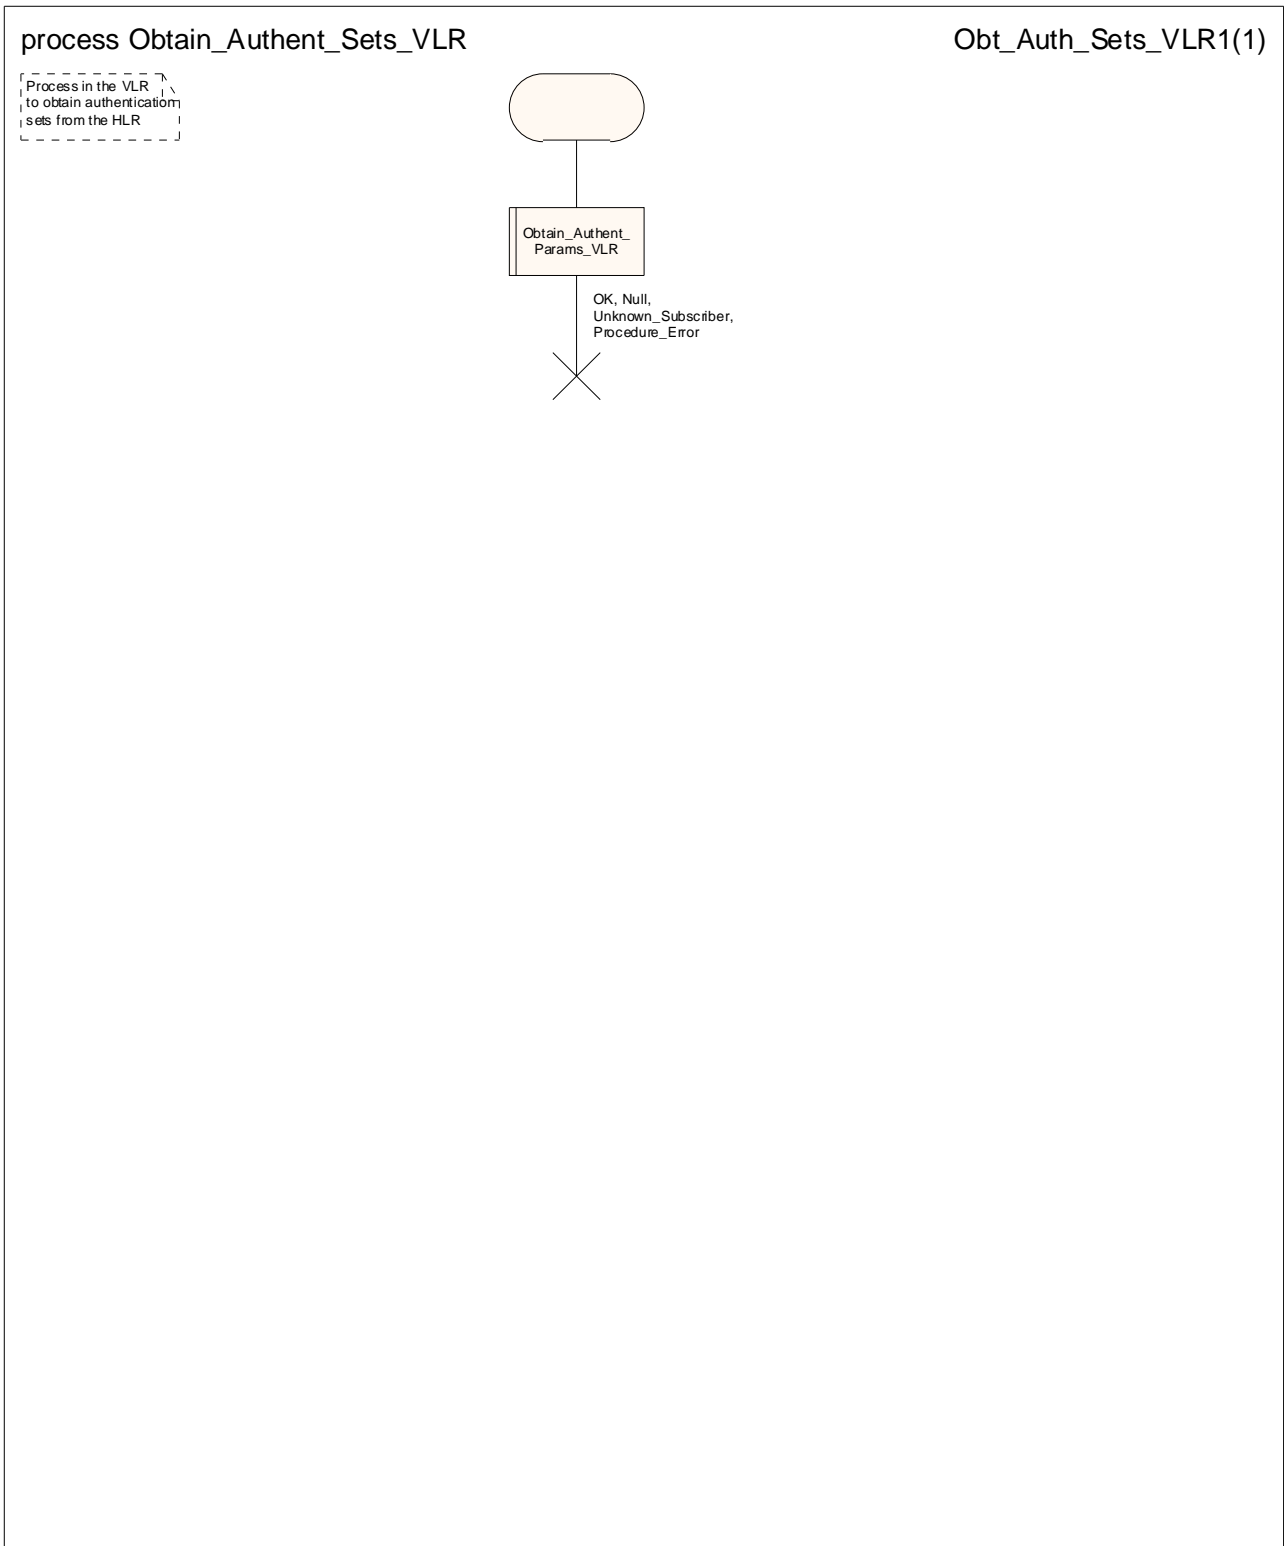 process Obtain_Authent_Sets_VLR
Obt_Auth_Sets_VLR1(1)
Process in the VLR
to obtain authentication
sets from the HLR
Obtain_Authent_
Params_VLR
OK, Null,
Unknown_Subscriber,
Procedure_Error